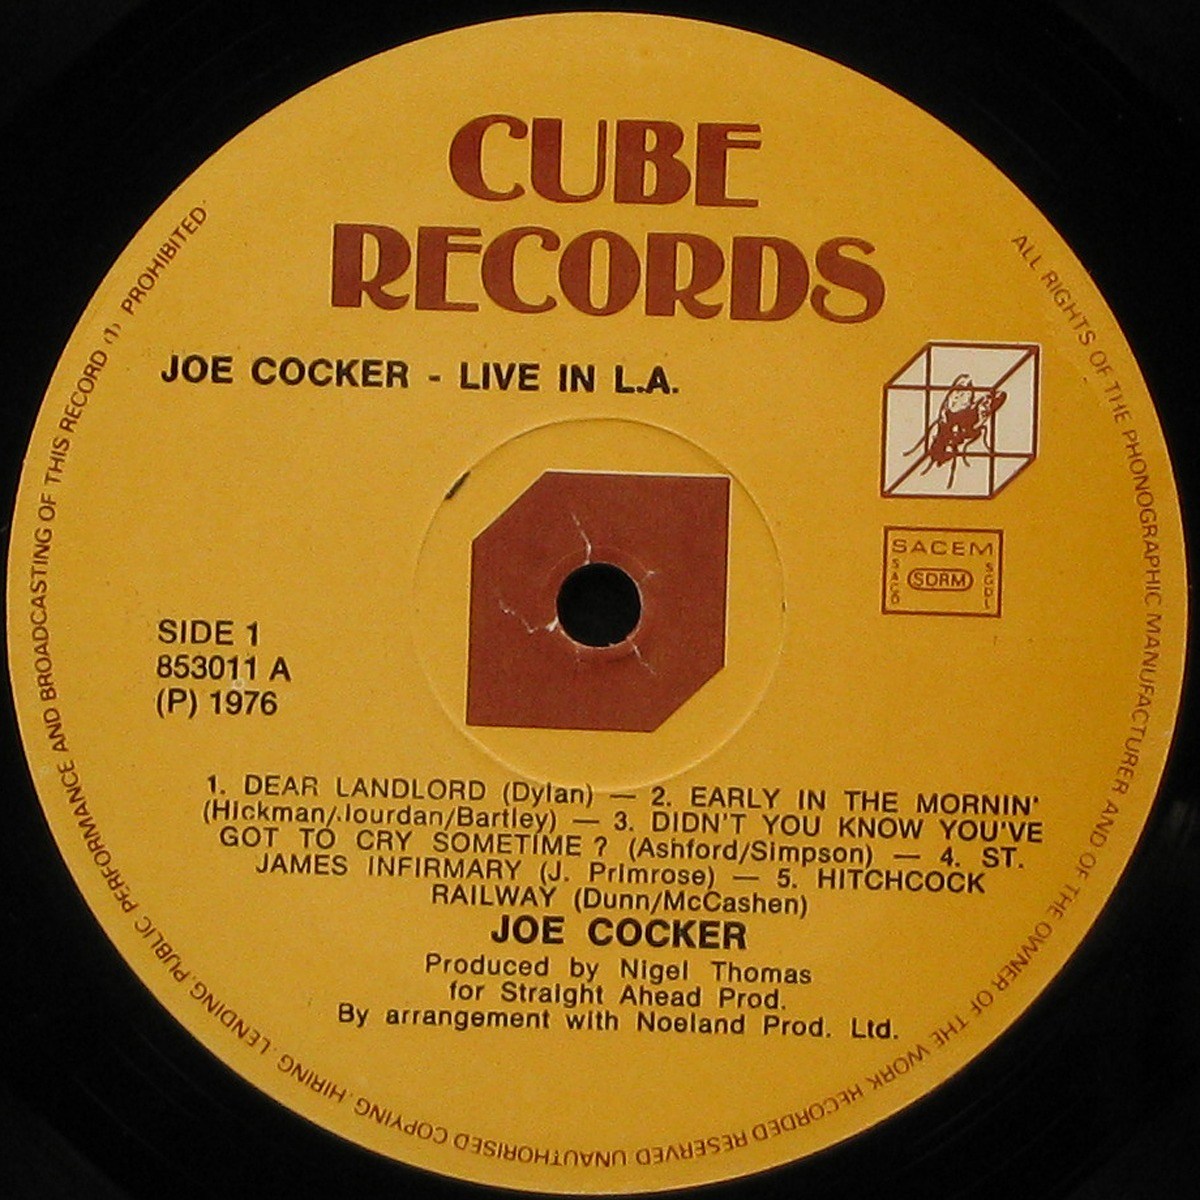 CUBE
RECORDS
JOE COCKER - LIVE IN L.A.
SACEM
SACD
SDRM
SGDL
SIDE 1
853011 A
(P) 1976
1. DEAR LANDLORD (Dylan) — 2. EARLY IN THE MORNIN'
(Hickman/Jourdan/Bartley) — 3. DIDN'T YOU KNOW YOU'VE
GOT TO CRY SOMETIME ? (Ashford/Simpson) — 4. ST.
JAMES INFIRMARY (J. Primrose) — 5. HITCHCOCK
RAILWAY (Dunn/McCashen)
JOE COCKER
Produced by Nigel Thomas
for Straight Ahead Prod.
By arrangement with Noeland Prod. Ltd.
ALL RIGHTS OF THE PHONOGRAPHIC MANUFACTURER AND OF THE OWNER OF THE WORK RECORDED RESERVED UNAUTHORISED COPYING, HIRING, LENDING, PUBLIC PERFORMANCE AND BROADCASTING OF THIS RECORD (1) PROHIBITED